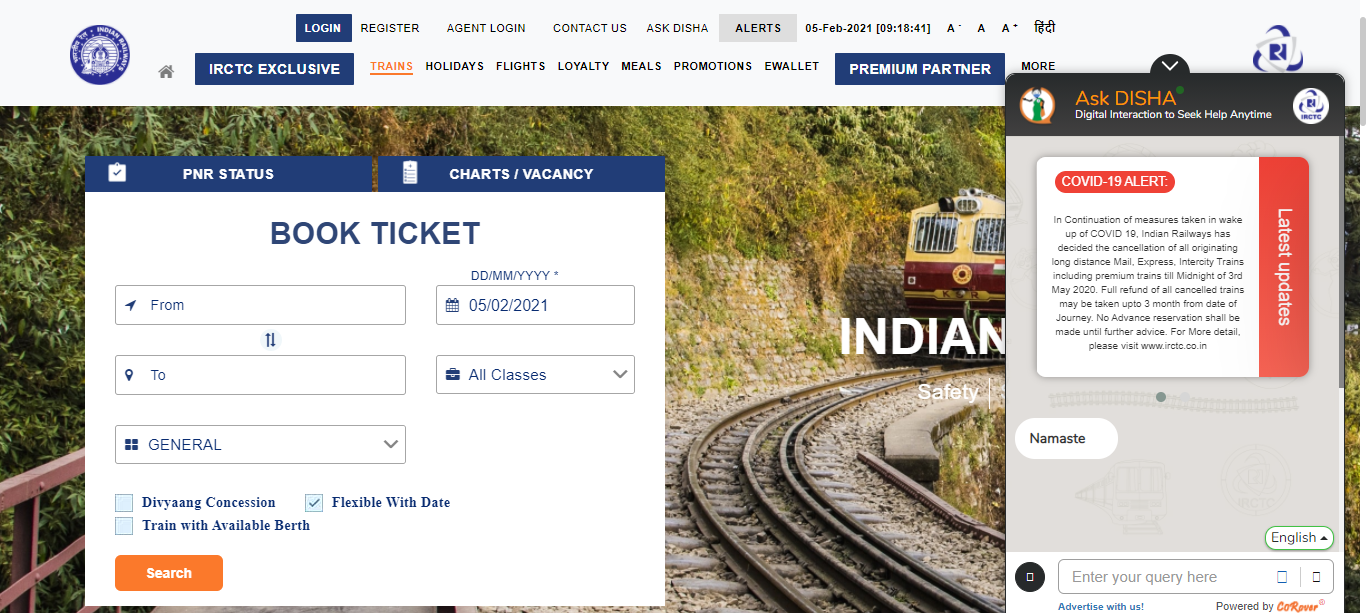 LOGIN REGISTER AGENT LOGIN CONTACT US ASK DISHA ALERTS 05-Feb-2021 [09:18:41] A - A A + हिंदी
IRCTC EXCLUSIVE TRAINS HOLIDAYS FLIGHTS LOYALTY MEALS PROMOTIONS EWALLET PREMIUM PARTNER MORE
PNR STATUS CHARTS / VACANCY
BOOK TICKET
DD/MM/YYYY *
From 05/02/2021
To All Classes
GENERAL
Divyaang Concession Flexible With Date
Train with Available Berth
Search
INDIAN
Safety
Ask DISHA
Digital Interaction to Seek Help Anytime
IRCTC
COVID-19 ALERT:
In Continuation of measures taken in wake
up of COVID 19, Indian Railways has
decided the cancellation of all originating
long distance Mail, Express, Intercity Trains
including premium trains till Midnight of 3rd
May 2020. Full refund of all cancelled trains
may be taken upto 3 month from date of
Journey. No Advance reservation shall be
made until further advice. For More detail,
please visit www.irctc.co.in
Latest updates
Namaste
IRCTC
English
Enter your query here
Advertise with us! Powered by CoRover®